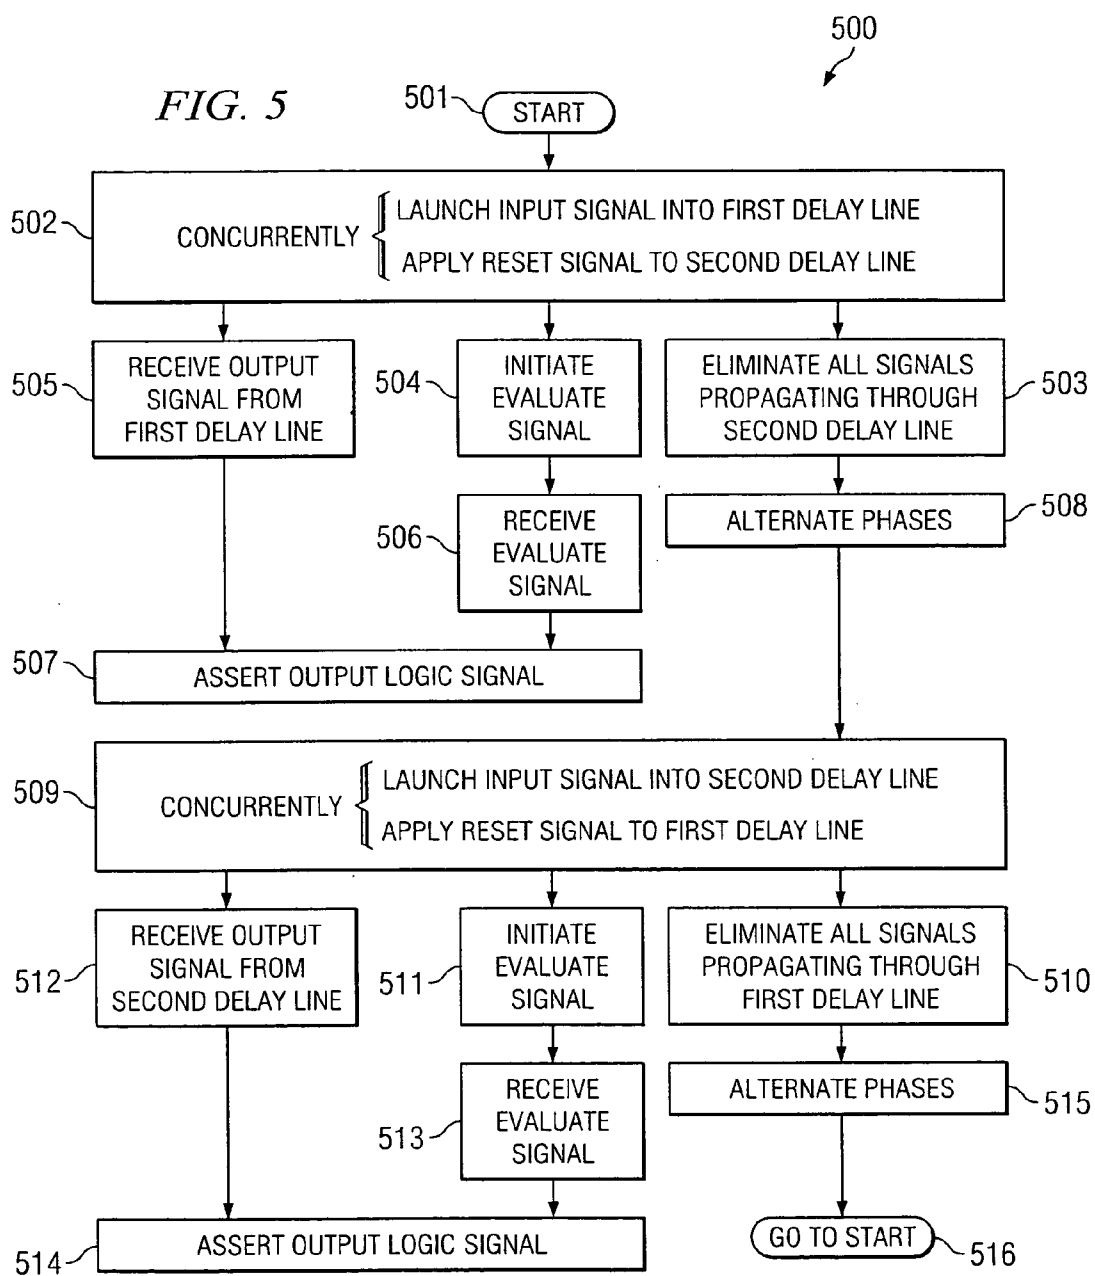 500
FIG. 5
501
START
502
CONCURRENTLY
LAUNCH INPUT SIGNAL INTO FIRST DELAY LINE
APPLY RESET SIGNAL TO SECOND DELAY LINE
505
RECEIVE OUTPUT
SIGNAL FROM
FIRST DELAY LINE
504
INITIATE
EVALUATE
SIGNAL
ELIMINATE ALL SIGNALS
PROPAGATING THROUGH
SECOND DELAY LINE
503
506
RECEIVE
EVALUATE
SIGNAL
ALTERNATE PHASES
508
507
ASSERT OUTPUT LOGIC SIGNAL
509
CONCURRENTLY
LAUNCH INPUT SIGNAL INTO SECOND DELAY LINE
APPLY RESET SIGNAL TO FIRST DELAY LINE
512
RECEIVE OUTPUT
SIGNAL FROM
SECOND DELAY LINE
511
INITIATE
EVALUATE
SIGNAL
ELIMINATE ALL SIGNALS
PROPAGATING THROUGH
FIRST DELAY LINE
510
513
RECEIVE
EVALUATE
SIGNAL
ALTERNATE PHASES
515
514
ASSERT OUTPUT LOGIC SIGNAL
GO TO START
516